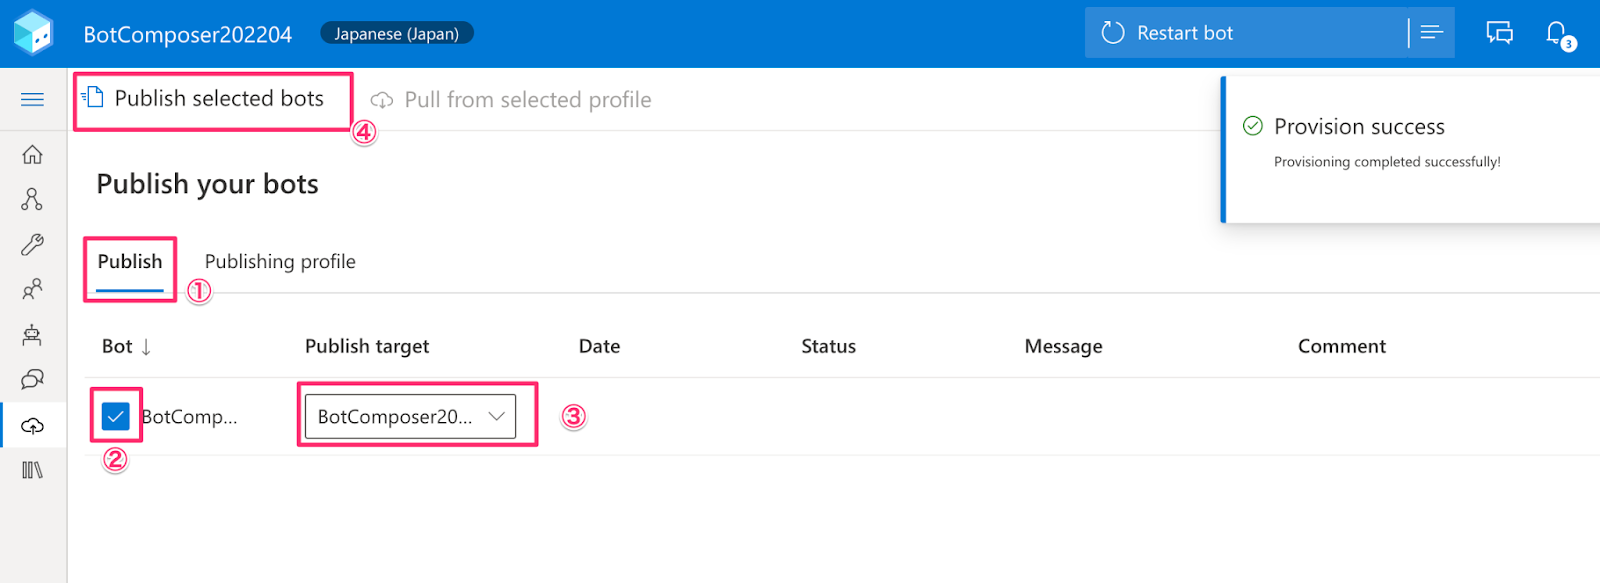 BotComposer202204 Japanese (Japan) Restart bot 3
Publish selected bots Pull from selected profile
④
Provision success
Provisioning completed successfully!
Publish your bots
Publish Publishing profile
①
Bot ↓ Publish target Date Status Message Comment
BotComp... BotComposer20... ③
②